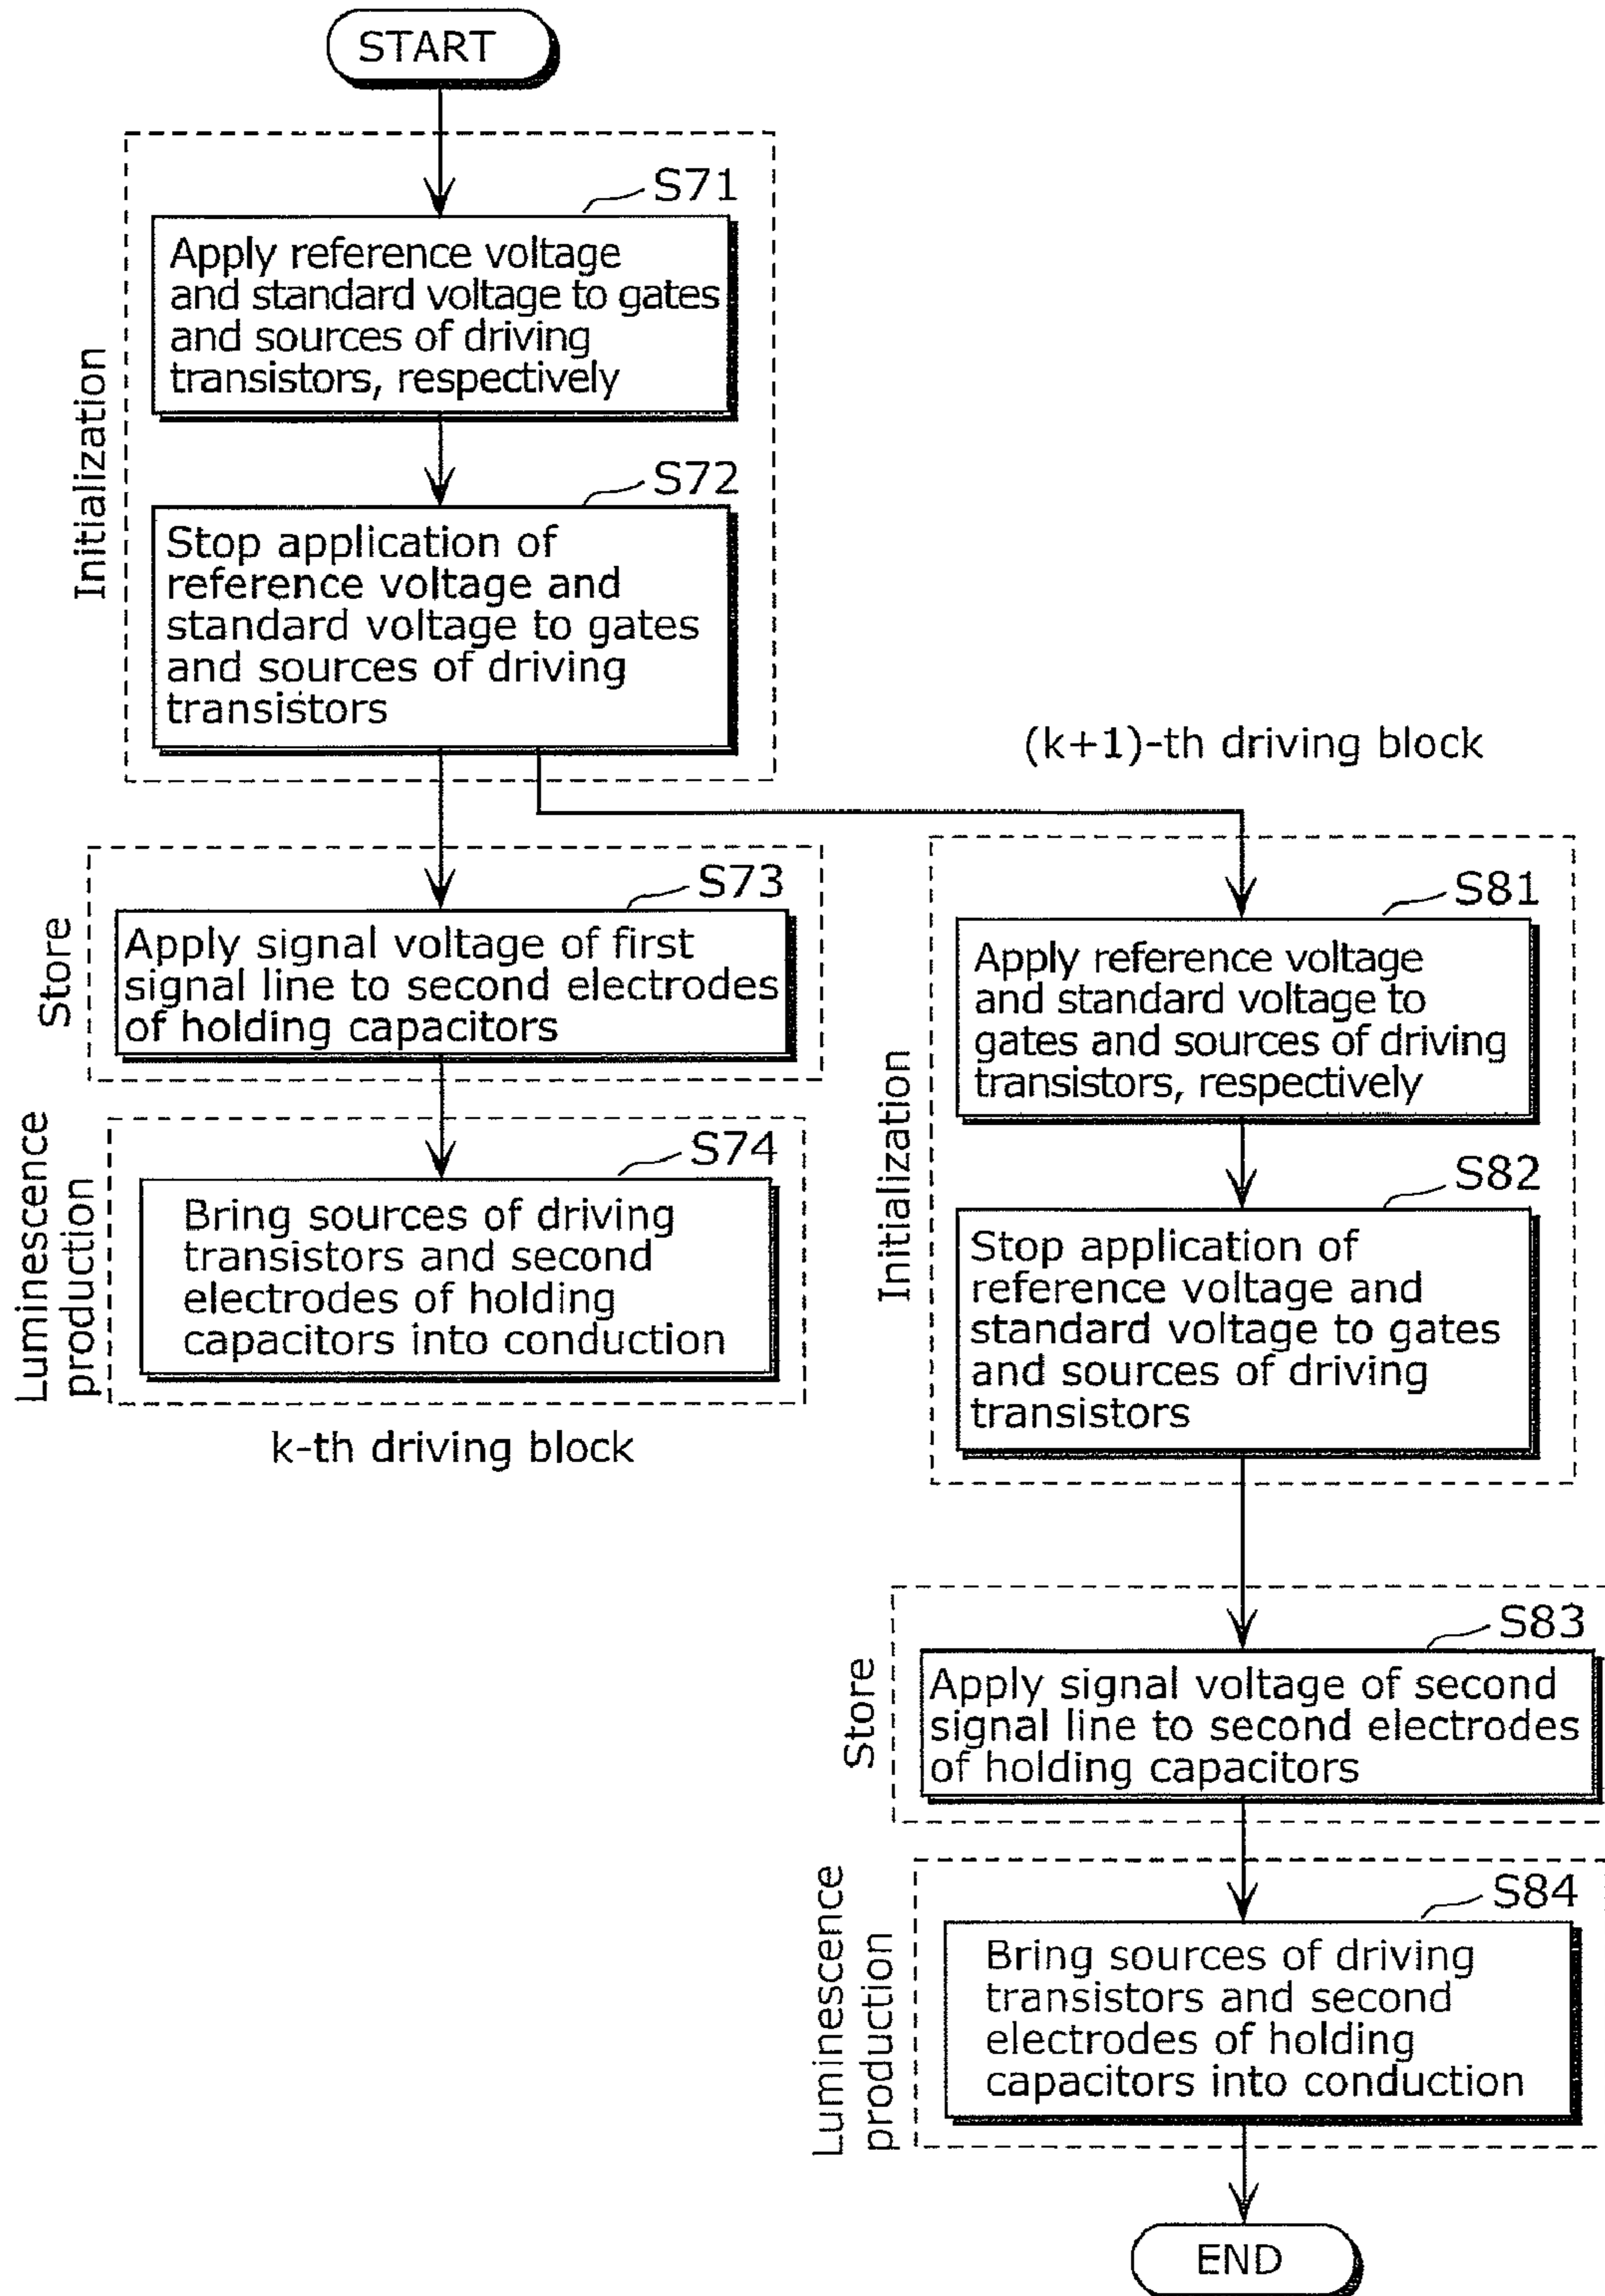 START
Initialization
S71
Apply reference voltage
and standard voltage to gates
and sources of driving
transistors, respectively
S72
Stop application of
reference voltage and
standard voltage to gates
and sources of driving
transistors
Store
S73
Apply signal voltage of first
signal line to second electrodes
of holding capacitors
Luminescence
production
S74
Bring sources of driving
transistors and second
electrodes of holding
capacitors into conduction
k-th driving block
(k+1)-th driving block
Initialization
S81
Apply reference voltage
and standard voltage to
gates and sources of driving
transistors, respectively
S82
Stop application of
reference voltage and
standard voltage to gates
and sources of driving
transistors
Store
S83
Apply signal voltage of second
signal line to second electrodes
of holding capacitors
Luminescence
production
S84
Bring sources of driving
transistors and second
electrodes of holding
capacitors into conduction
END